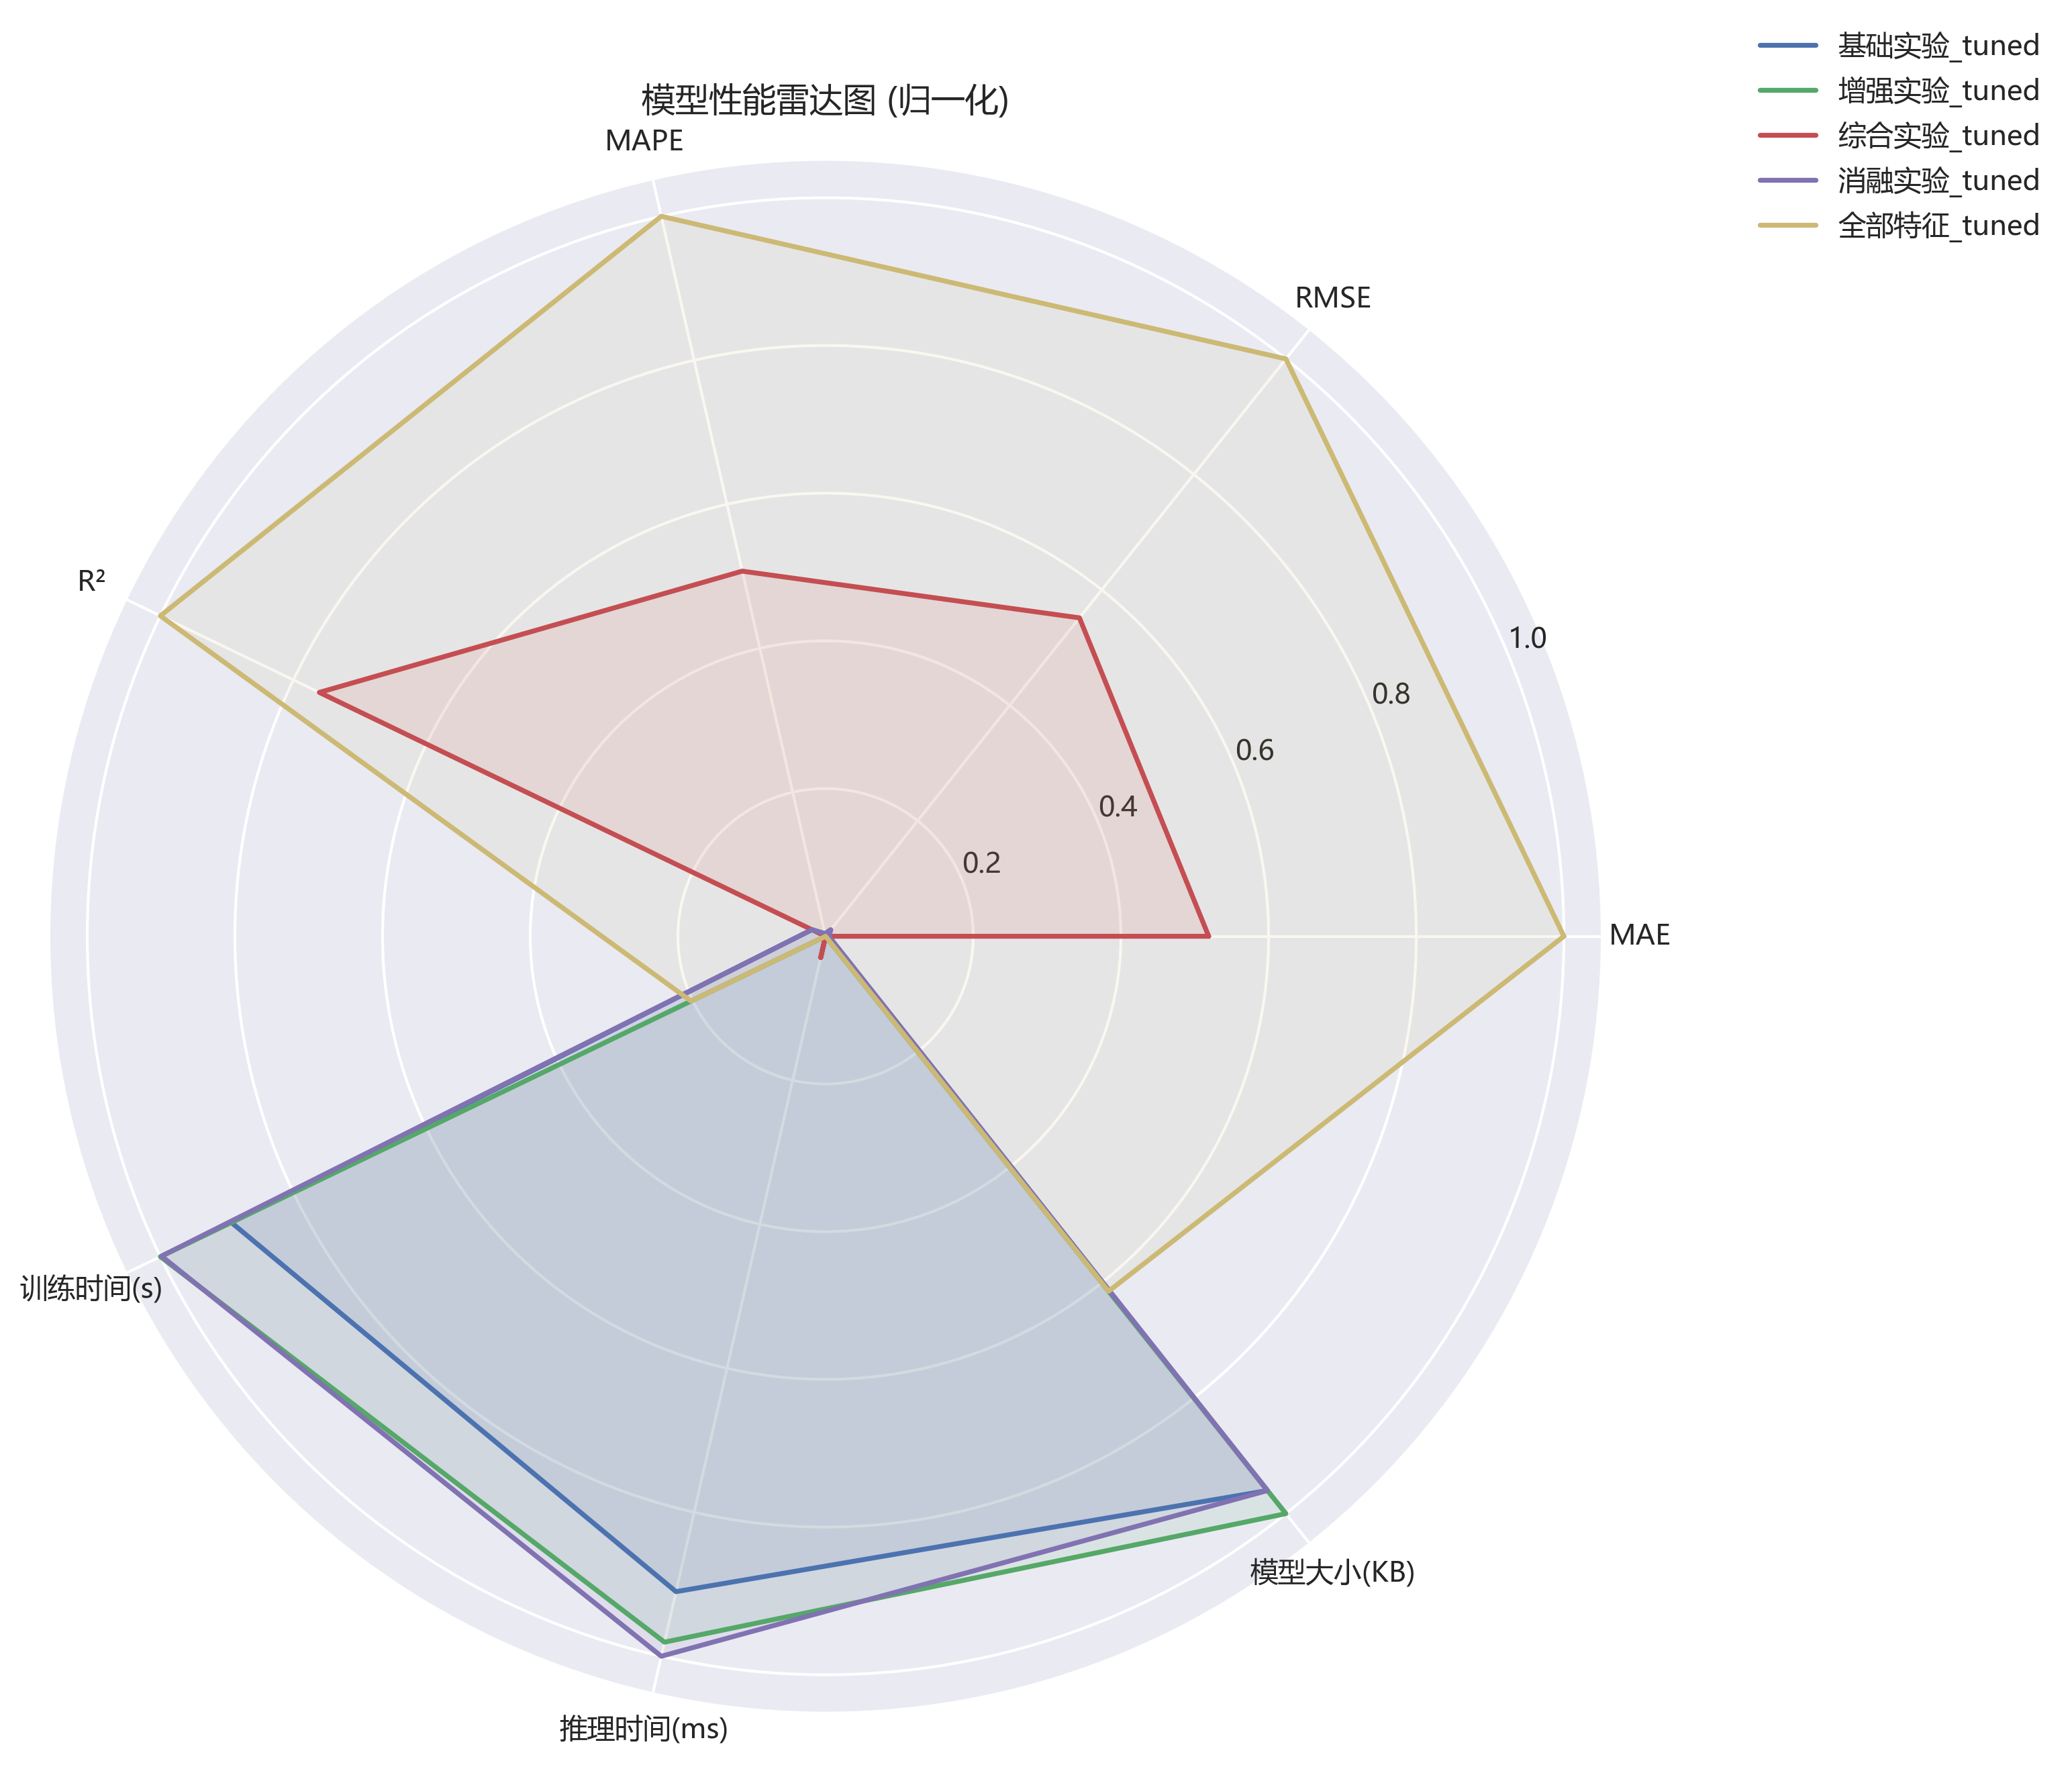 模型性能雷达图 (归一化)
基础实验_tuned
增强实验_tuned
综合实验_tuned
消融实验_tuned
全部特征_tuned
MAPE
RMSE
R²
1.0
0.8
0.6
0.4
0.2
MAE
训练时间(s)
模型大小(KB)
推理时间(ms)